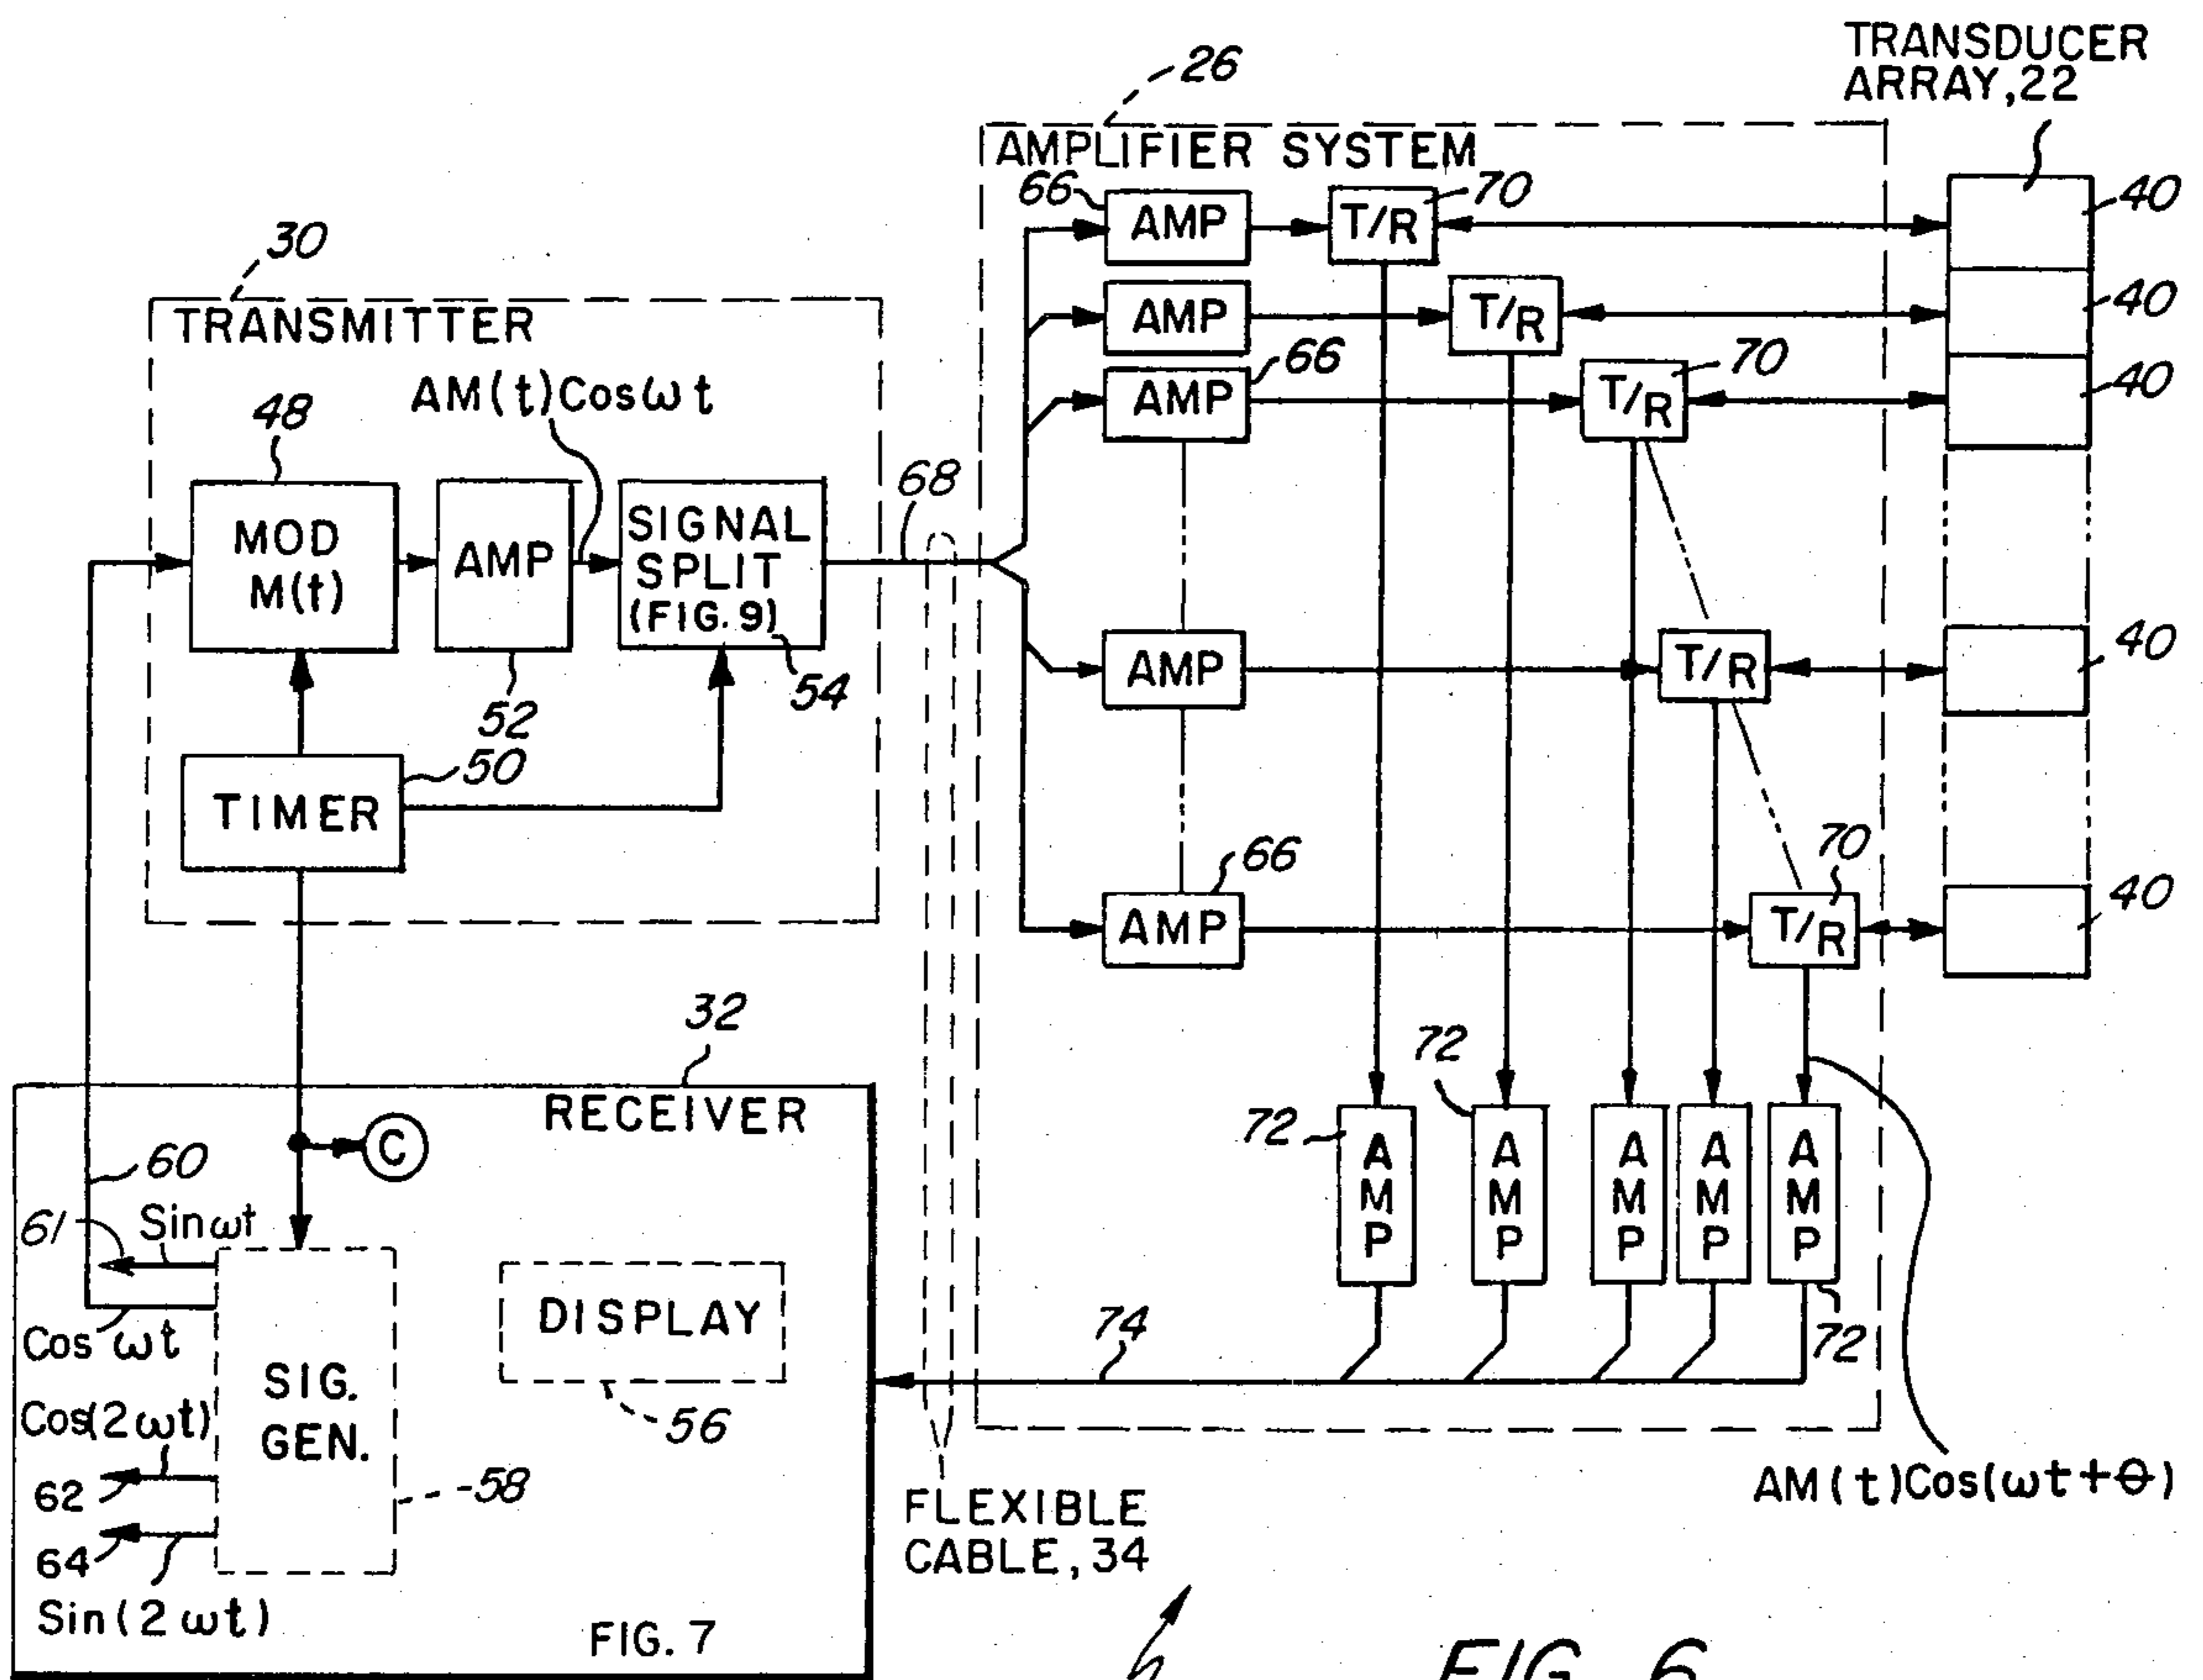 TRANSDUCER
ARRAY,22
26
AMPLIFIER SYSTEM
66
AMP
T/R
70
40
AMP
T/R
40
AMP
66
T/R
70
40
AMP
T/R
40
AMP
66
T/R
70
40
30
TRANSMITTER
AM(t)Cosωt
48
MOD
M(t)
AMP
52
SIGNAL
SPLIT
(FIG. 9)
54
68
TIMER
50
32
RECEIVER
C
60
61
Sinωt
Cos ωt
Cos(2ωt)
62
64
Sin(2ωt)
SIG.
GEN.
58
DISPLAY
56
FIG. 7
72
AMP
72
AMP
AMP
AMP
AMP
72
74
FLEXIBLE
CABLE,34
AM(t)Cos(ωt+θ)
FIG. 6